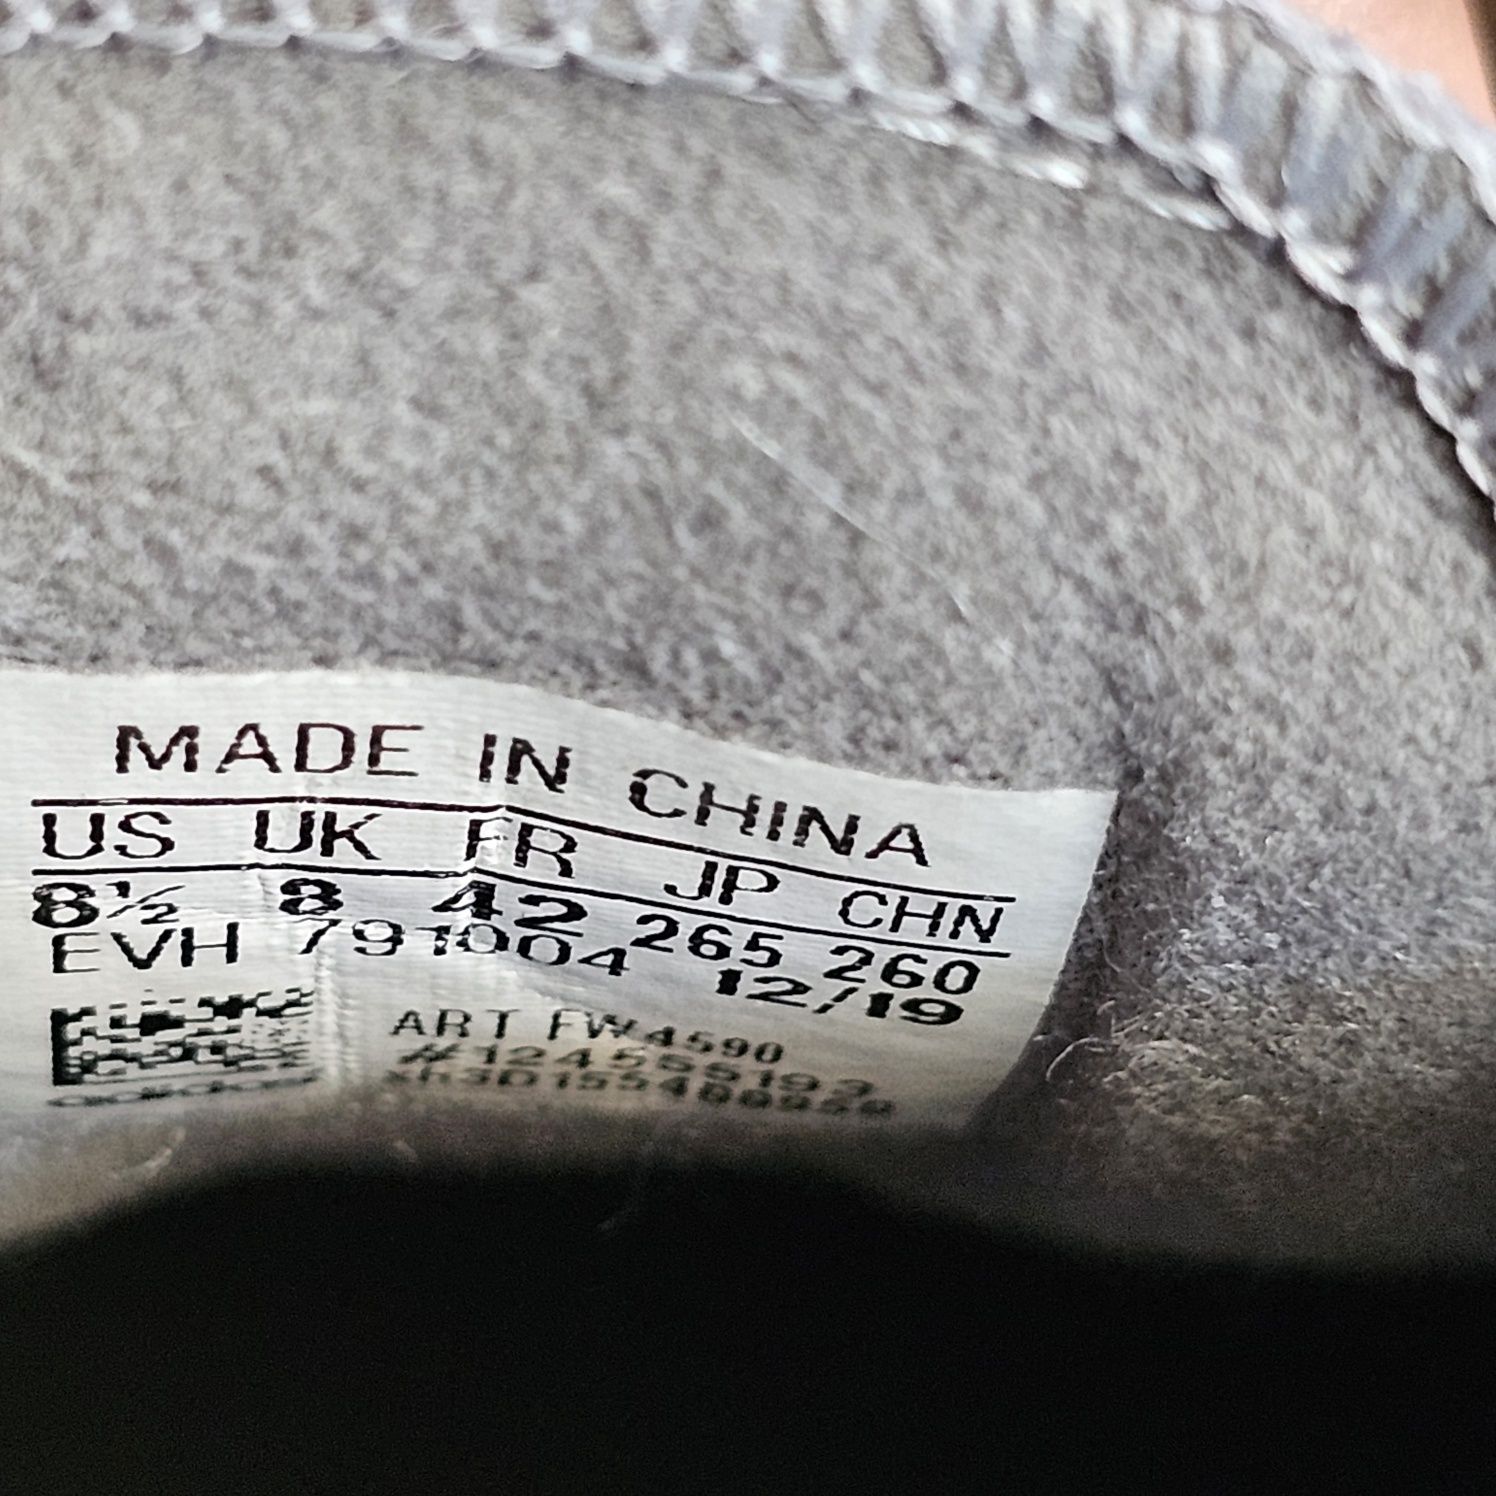 MADE IN CHINA
US UK FR JP CHN
8½ 8 42 265 260
EVH 791004 12/19
ART FW4590
adidas